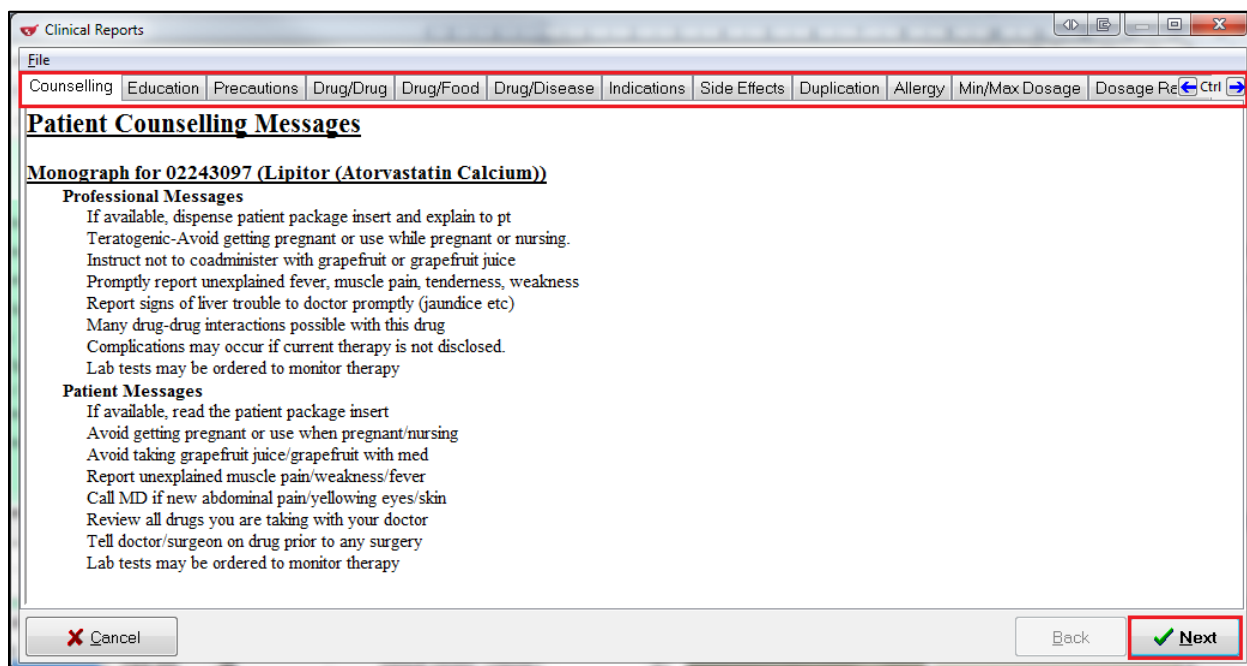 Clinical Reports
File
Counselling Education Precautions Drug/Drug Drug/Food Drug/Disease Indications Side Effects Duplication Allergy Min/Max Dosage Dosage Re Ctrl
Patient Counselling Messages
Monograph for 02243097 (Lipitor (Atorvastatin Calcium))
Professional Messages
If available, dispense patient package insert and explain to pt
Teratogenic-Avoid getting pregnant or use while pregnant or nursing.
Instruct not to coadminister with grapefruit or grapefruit juice
Promptly report unexplained fever, muscle pain, tenderness, weakness
Report signs of liver trouble to doctor promptly (jaundice etc)
Many drug-drug interactions possible with this drug
Complications may occur if current therapy is not disclosed.
Lab tests may be ordered to monitor therapy
Patient Messages
If available, read the patient package insert
Avoid getting pregnant or use when pregnant/nursing
Avoid taking grapefruit juice/grapefruit with med
Report unexplained muscle pain/weakness/fever
Call MD if new abdominal pain/yellowing eyes/skin
Review all drugs you are taking with your doctor
Tell doctor/surgeon on drug prior to any surgery
Lab tests may be ordered to monitor therapy
Cancel Back Next